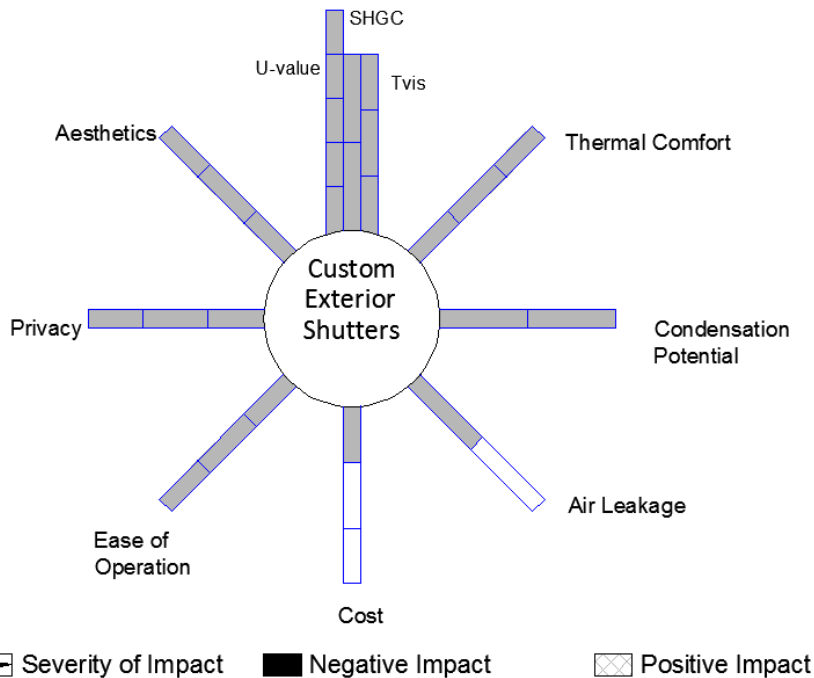 SHGC
U-value
Tvis
Aesthetics
Thermal Comfort
Custom
Exterior
Shutters
Privacy
Condensation
Potential
Air Leakage
Ease of
Operation
Cost
Severity of Impact
Negative Impact
Positive Impact